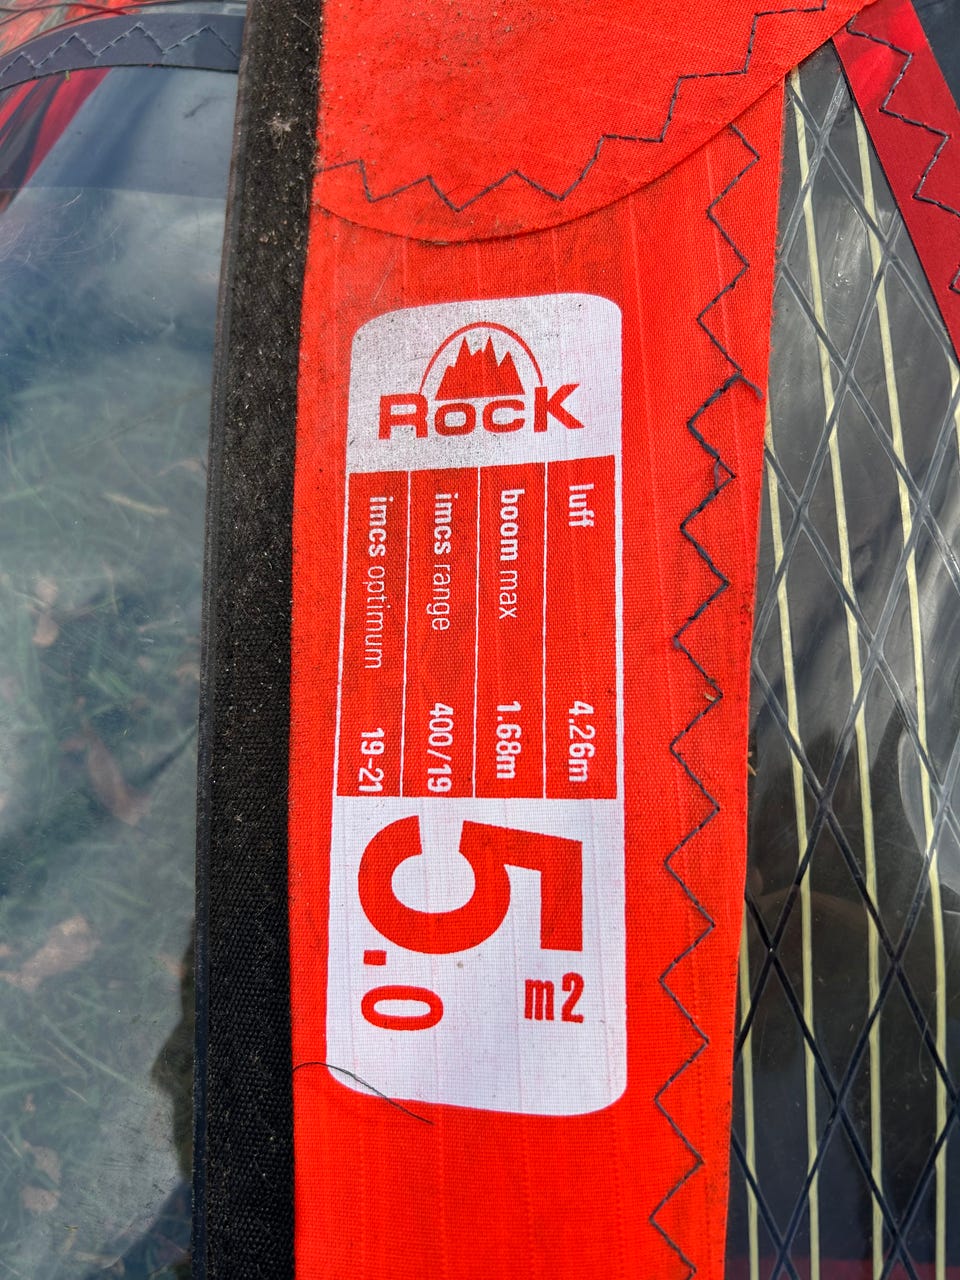 RocK
luff 4.26m
boom max 1.68m
imcs range 400/19
imcs optimum 19-21
5.0 m2